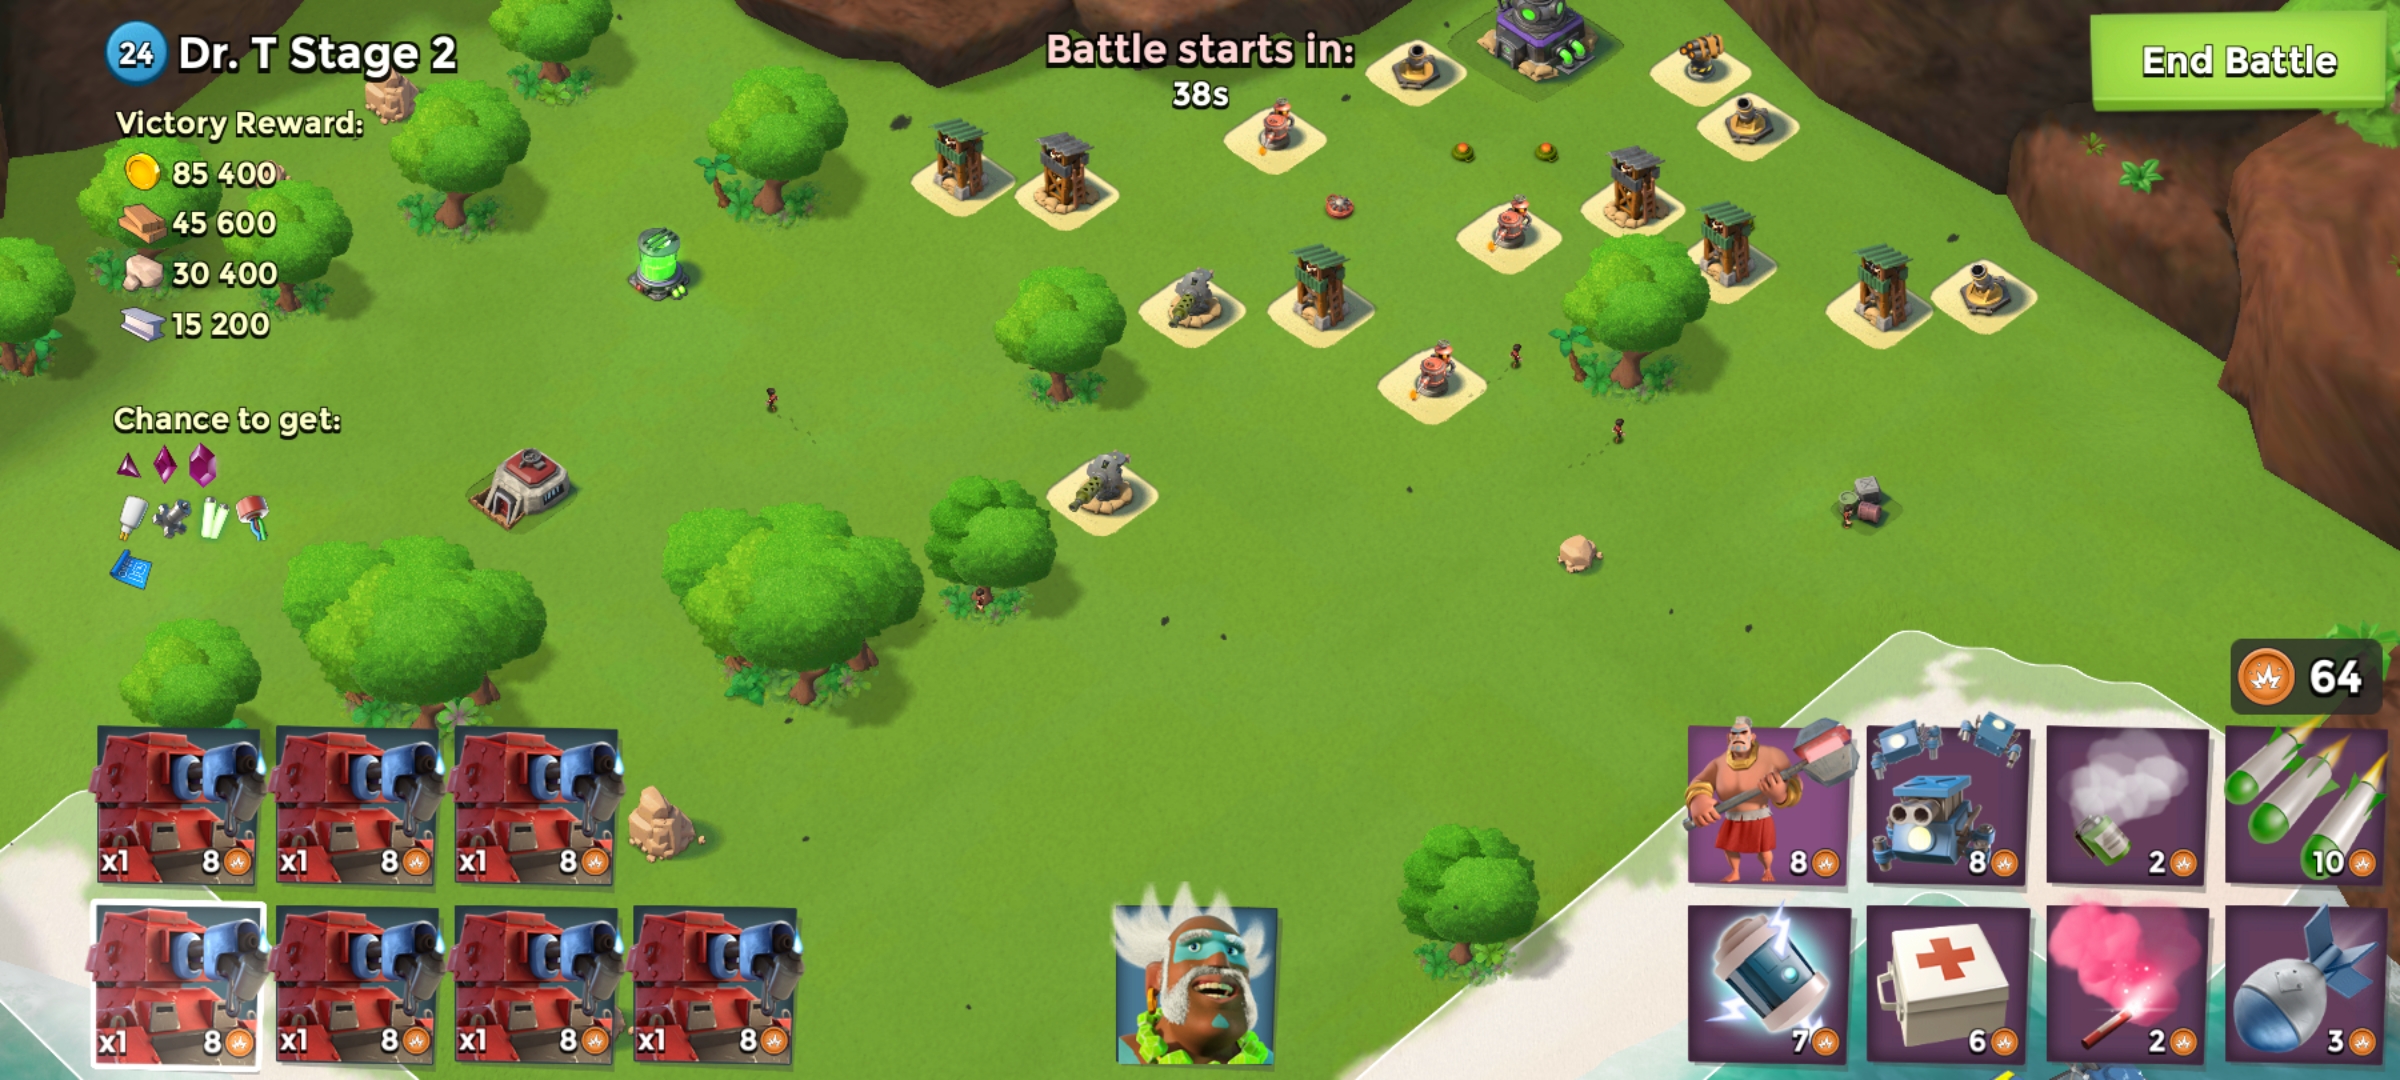 24 Dr. T Stage 2
Battle starts in:
38s
End Battle
Victory Reward:
85 400
45 600
30 400
15 200
Chance to get:
64
x1 8
x1 8
x1 8
8
8
2
10
x1 8
x1 8
x1 8
x1 8
7
6
2
3